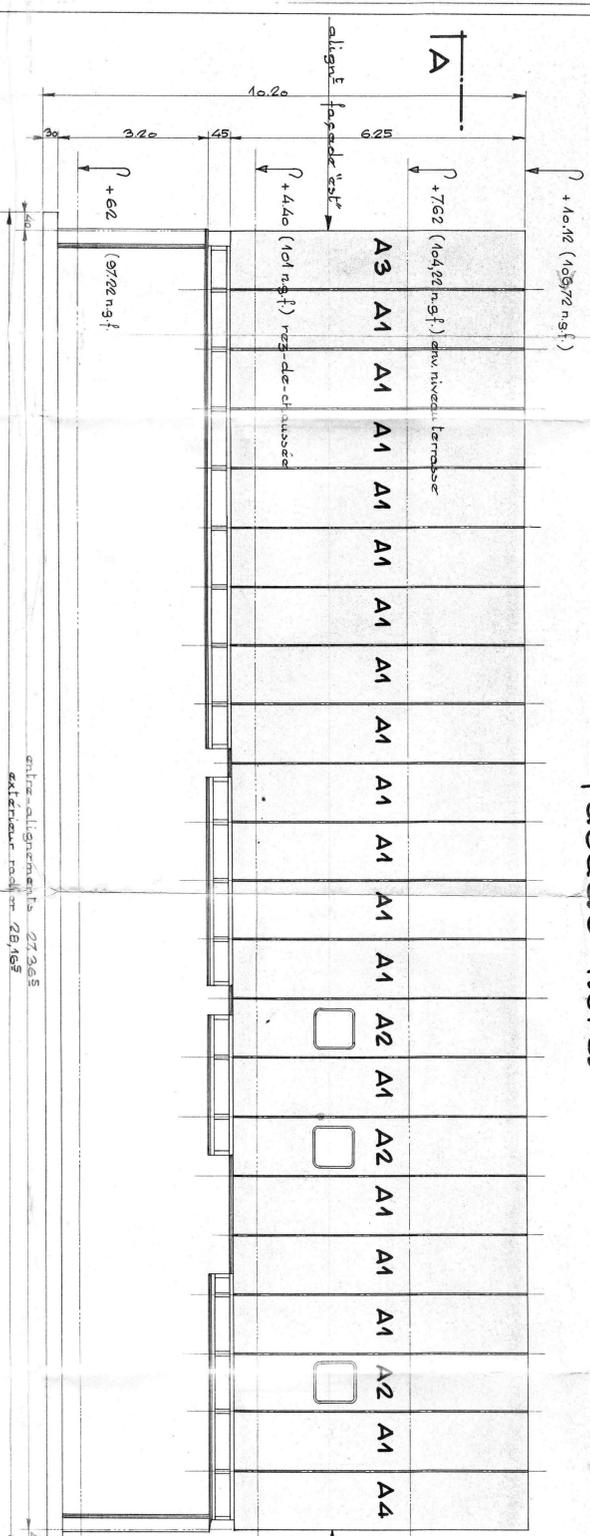 A
+10.12 (106,72 n.g.f.)
+7.62 (104,22 n.g.f.) env. niveau terrasse
+4.40 (101 n.g.f.) rez-de-chaussée
+62 (97.22 n.g.f.
alignt façade "est"
10.20
6.25
45
3.20
30
40
A3 A1 A1 A1 A1 A1 A1 A1 A1 A1 A1 A1 A1 A2 A1 A2 A1 A1 A1 A2 A1 A4
entre-alignements 27.365
extérieur radier 28,165